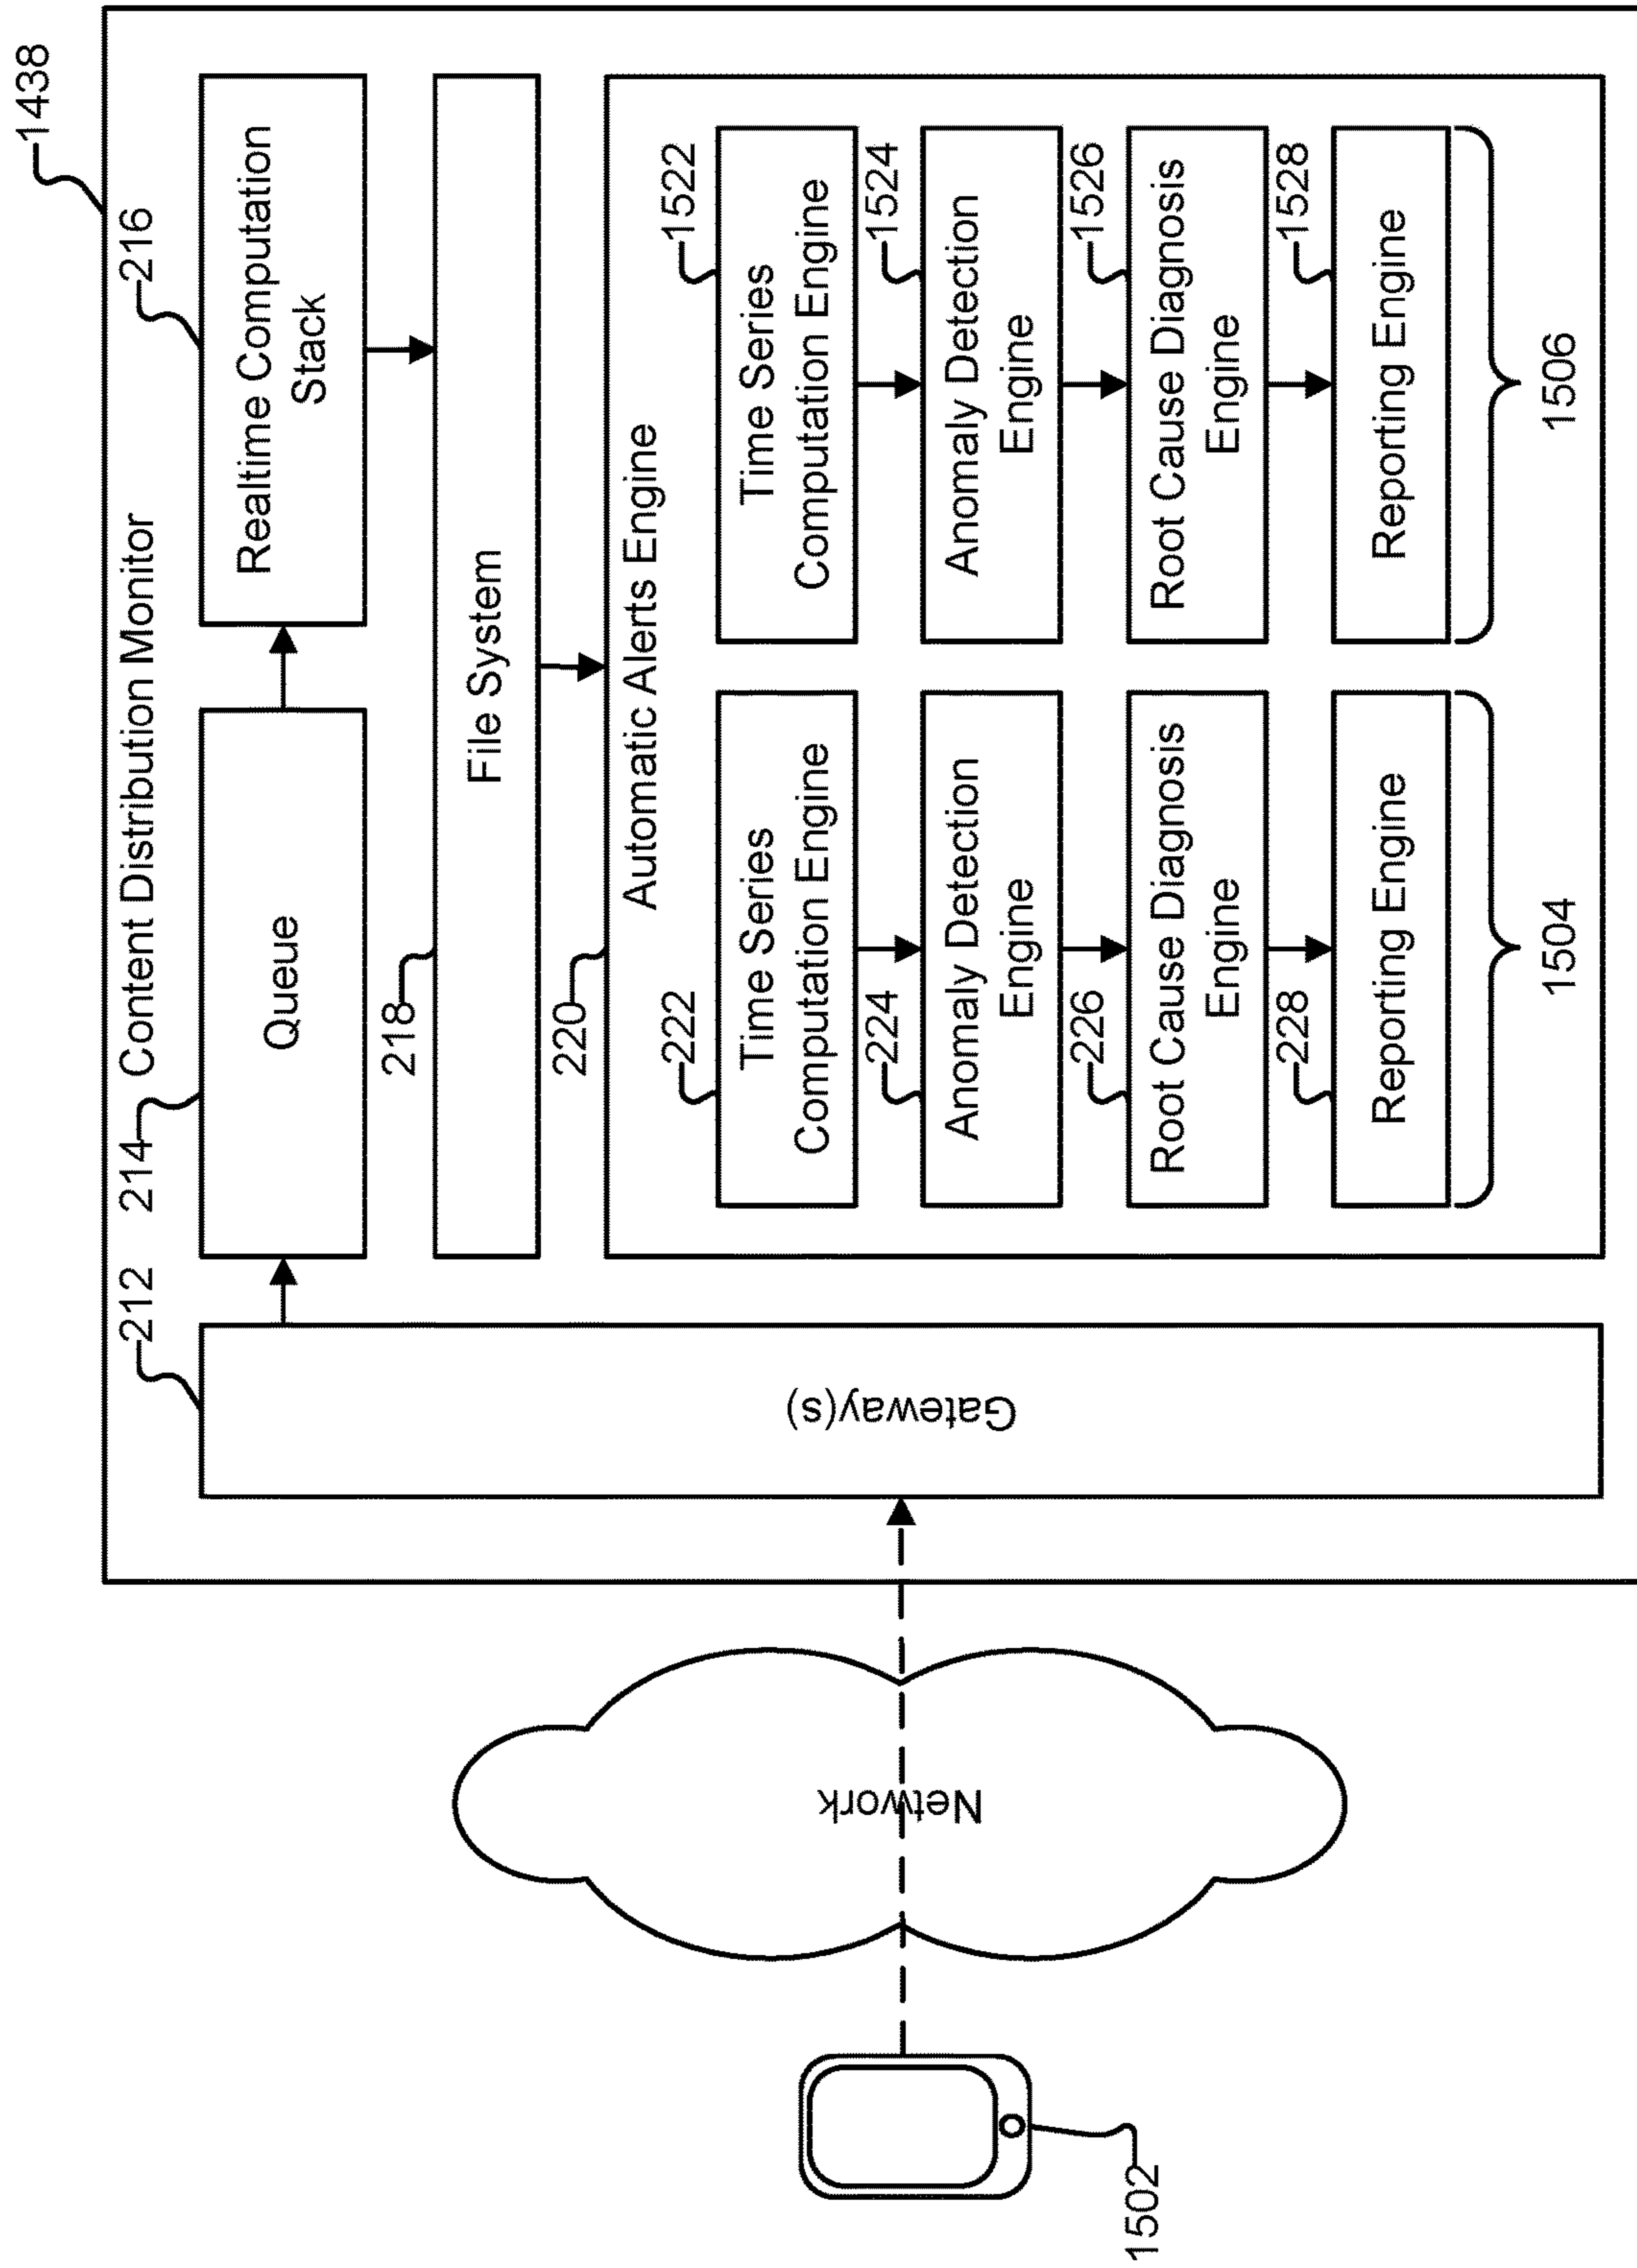 1438
Content Distribution Monitor
212
214
216
Queue
Realtime Computation
Stack
218
File System
220
Automatic Alerts Engine
222
Time Series
Computation Engine
1522
Time Series
Computation Engine
224
Anomaly Detection
Engine
1524
Anomaly Detection
Engine
226
Root Cause Diagnosis
Engine
1526
Root Cause Diagnosis
Engine
228
Reporting Engine
1528
Reporting Engine
1504
1506
Gateway(s)
Network
1502